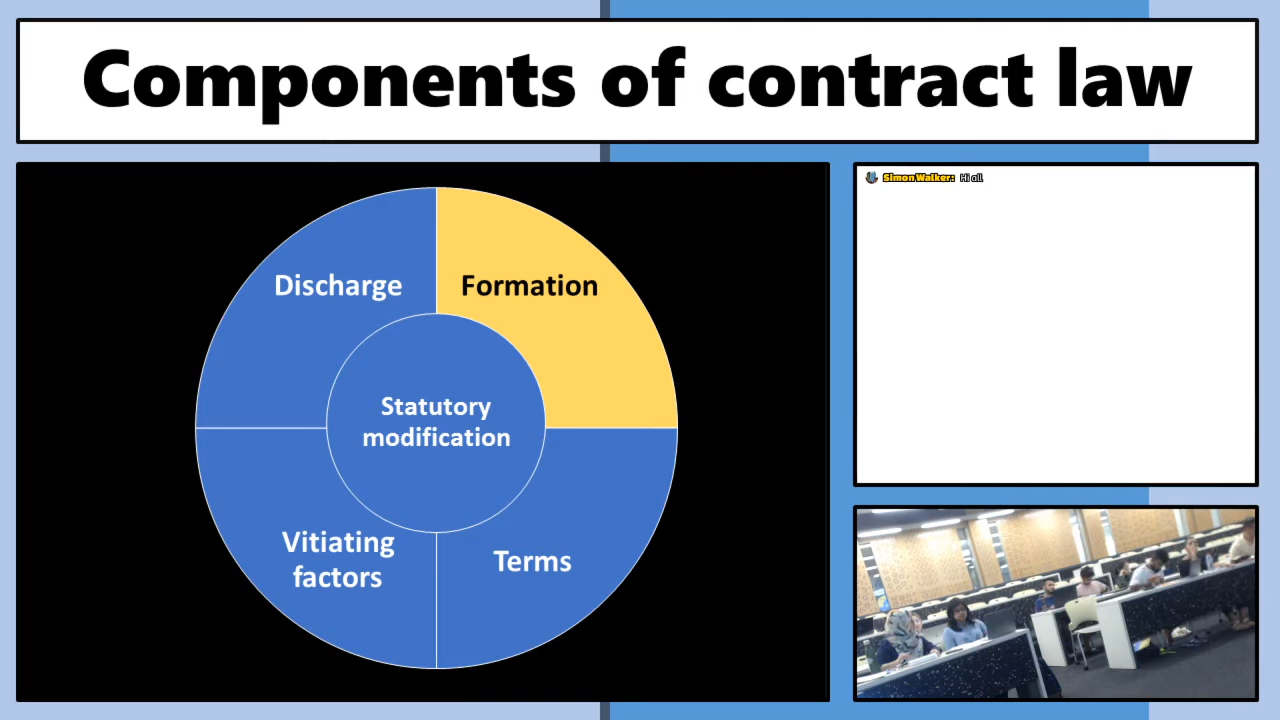 Components of contract law
Discharge
Formation
Statutory
modification
Vitiating
factors
Terms
Simon Walker: Hi all